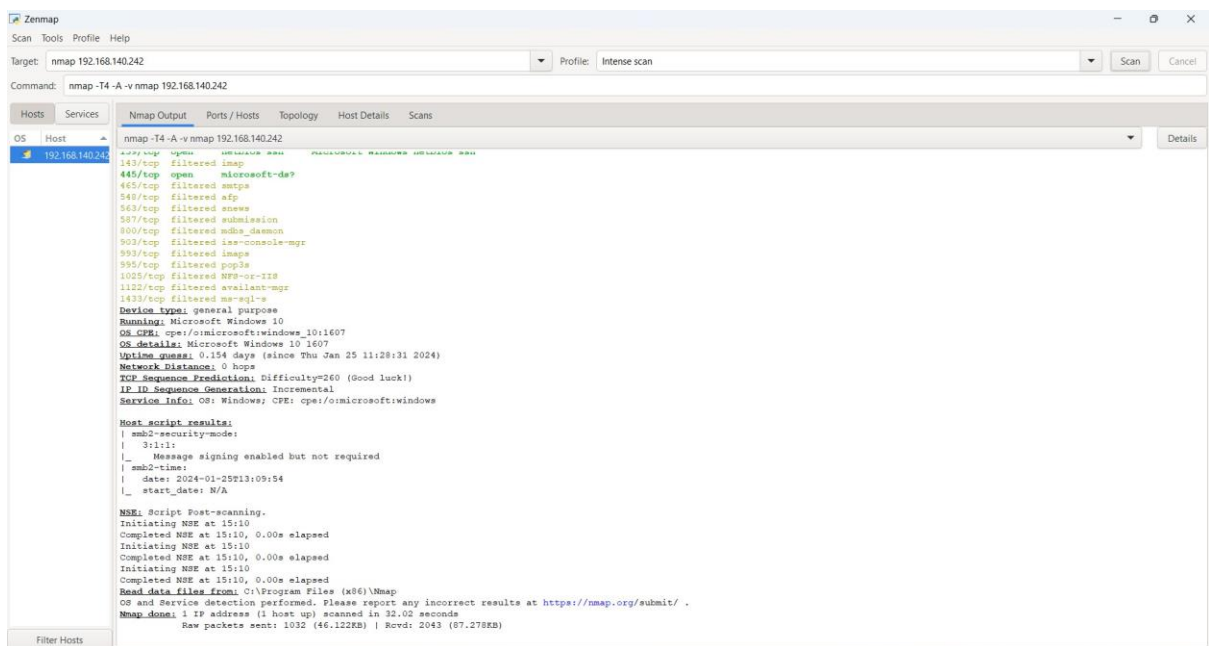 Zenmap
Scan Tools Profile Help
Target: nmap 192.168.140.242 Profile: Intense scan Scan Cancel
Command: nmap -T4 -A -v nmap 192.168.140.242
Hosts Services Nmap Output Ports / Hosts Topology Host Details Scans
OS Host nmap -T4 -A -v nmap 192.168.140.242 Details
192.168.140.242
139/tcp open netbios-ssn Microsoft Windows netbios-ssn
143/tcp filtered imap
445/tcp open microsoft-ds?
465/tcp filtered smtps
548/tcp filtered afp
563/tcp filtered snews
587/tcp filtered submission
800/tcp filtered mdbs_daemon
903/tcp filtered iss-console-mgr
993/tcp filtered imaps
995/tcp filtered pop3s
1025/tcp filtered NFS-or-IIS
1122/tcp filtered availant-mgr
1433/tcp filtered ms-sql-s
Device type: general purpose
Running: Microsoft Windows 10
OS CPE: cpe:/o:microsoft:windows_10:1607
OS details: Microsoft Windows 10 1607
Uptime guess: 0.154 days (since Thu Jan 25 11:28:31 2024)
Network Distance: 0 hops
TCP Sequence Prediction: Difficulty=260 (Good luck!)
IP ID Sequence Generation: Incremental
Service Info: OS: Windows; CPE: cpe:/o:microsoft:windows
Host script results:
| smb2-security-mode:
| 3:1:1:
|_ Message signing enabled but not required
| smb2-time:
| date: 2024-01-25T13:09:54
|_ start_date: N/A
NSE: Script Post-scanning.
Initiating NSE at 15:10
Completed NSE at 15:10, 0.00s elapsed
Initiating NSE at 15:10
Completed NSE at 15:10, 0.00s elapsed
Initiating NSE at 15:10
Completed NSE at 15:10, 0.00s elapsed
Read data files from: C:\Program Files (x86)\Nmap
OS and Service detection performed. Please report any incorrect results at https://nmap.org/submit/ .
Nmap done: 1 IP address (1 host up) scanned in 32.02 seconds
Raw packets sent: 1032 (46.122KB) | Rcvd: 2043 (87.278KB)
Filter Hosts